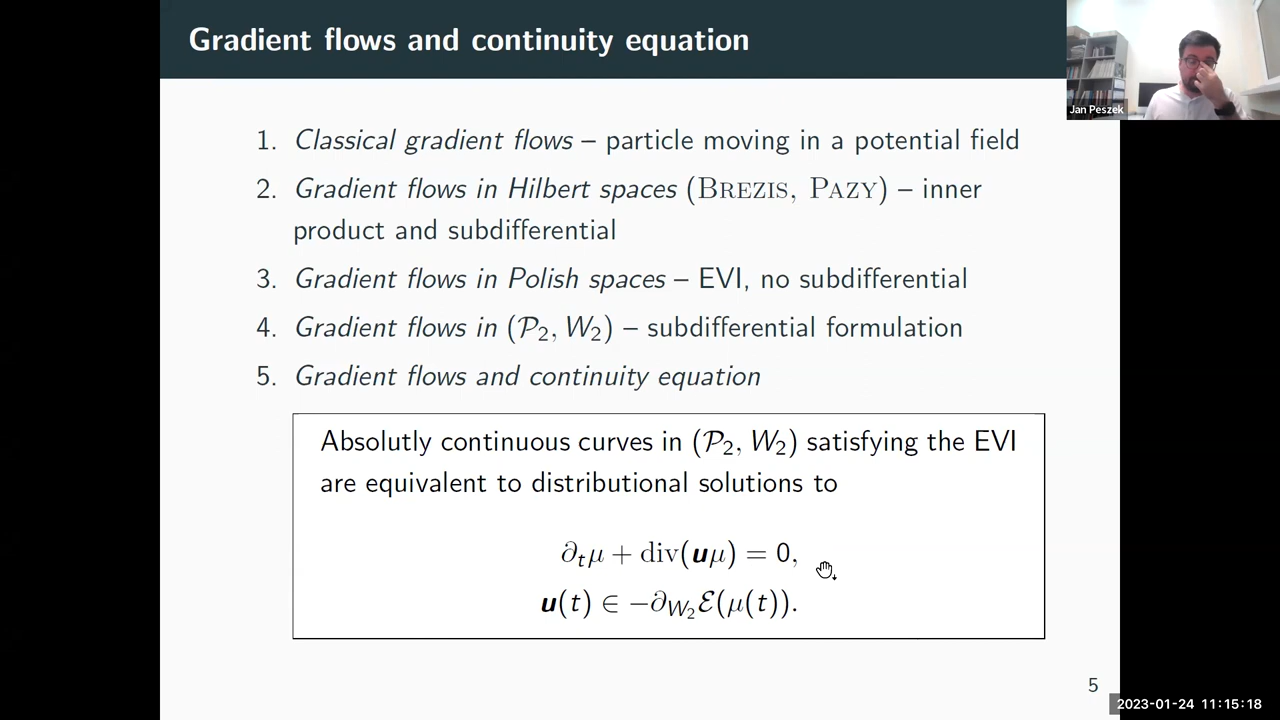 Gradient flows and continuity equation
Jan Peszek
1. Classical gradient flows – particle moving in a potential field
2. Gradient flows in Hilbert spaces (Brezis, Pazy) – inner
product and subdifferential
3. Gradient flows in Polish spaces – EVI, no subdifferential
4. Gradient flows in (𝒫₂, W₂) – subdifferential formulation
5. Gradient flows and continuity equation
Absolutly continuous curves in (𝒫₂, W₂) satisfying the EVI
are equivalent to distributional solutions to
∂ₜμ + div(uμ) = 0,
u(t) ∈ −∂_{W₂}ℰ(μ(t)).
5
2023-01-24 11:15:18